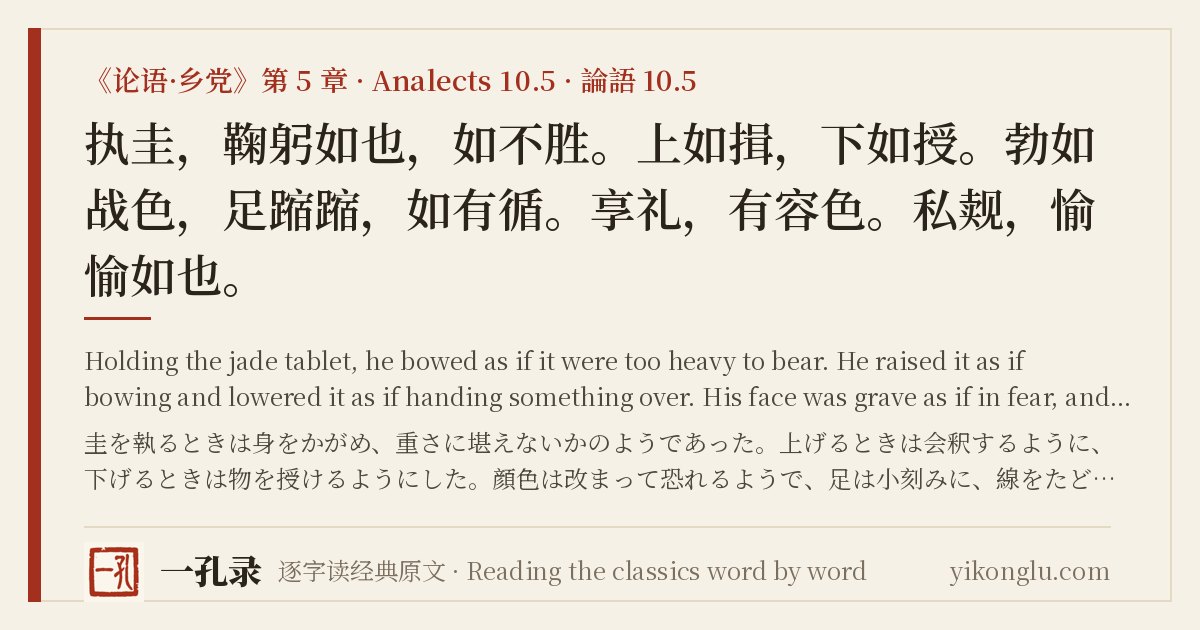 《论语·乡党》第 5 章 · Analects 10.5 · 論語 10.5
执圭，鞠躬如也，如不胜。上如揖，下如授。勃如
战色，足蹜蹜，如有循。享礼，有容色。私觌，愉
愉如也。
Holding the jade tablet, he bowed as if it were too heavy to bear. He raised it as if
bowing and lowered it as if handing something over. His face was grave as if in fear, and…
圭を執るときは身をかがめ、重さに堪えないかのようであった。上げるときは会釈するように、
下げるときは物を授けるようにした。顔色は改まって恐れるようで、足は小刻みに、線をたど…
一孔
一孔录 逐字读经典原文 · Reading the classics word by word yikonglu.com